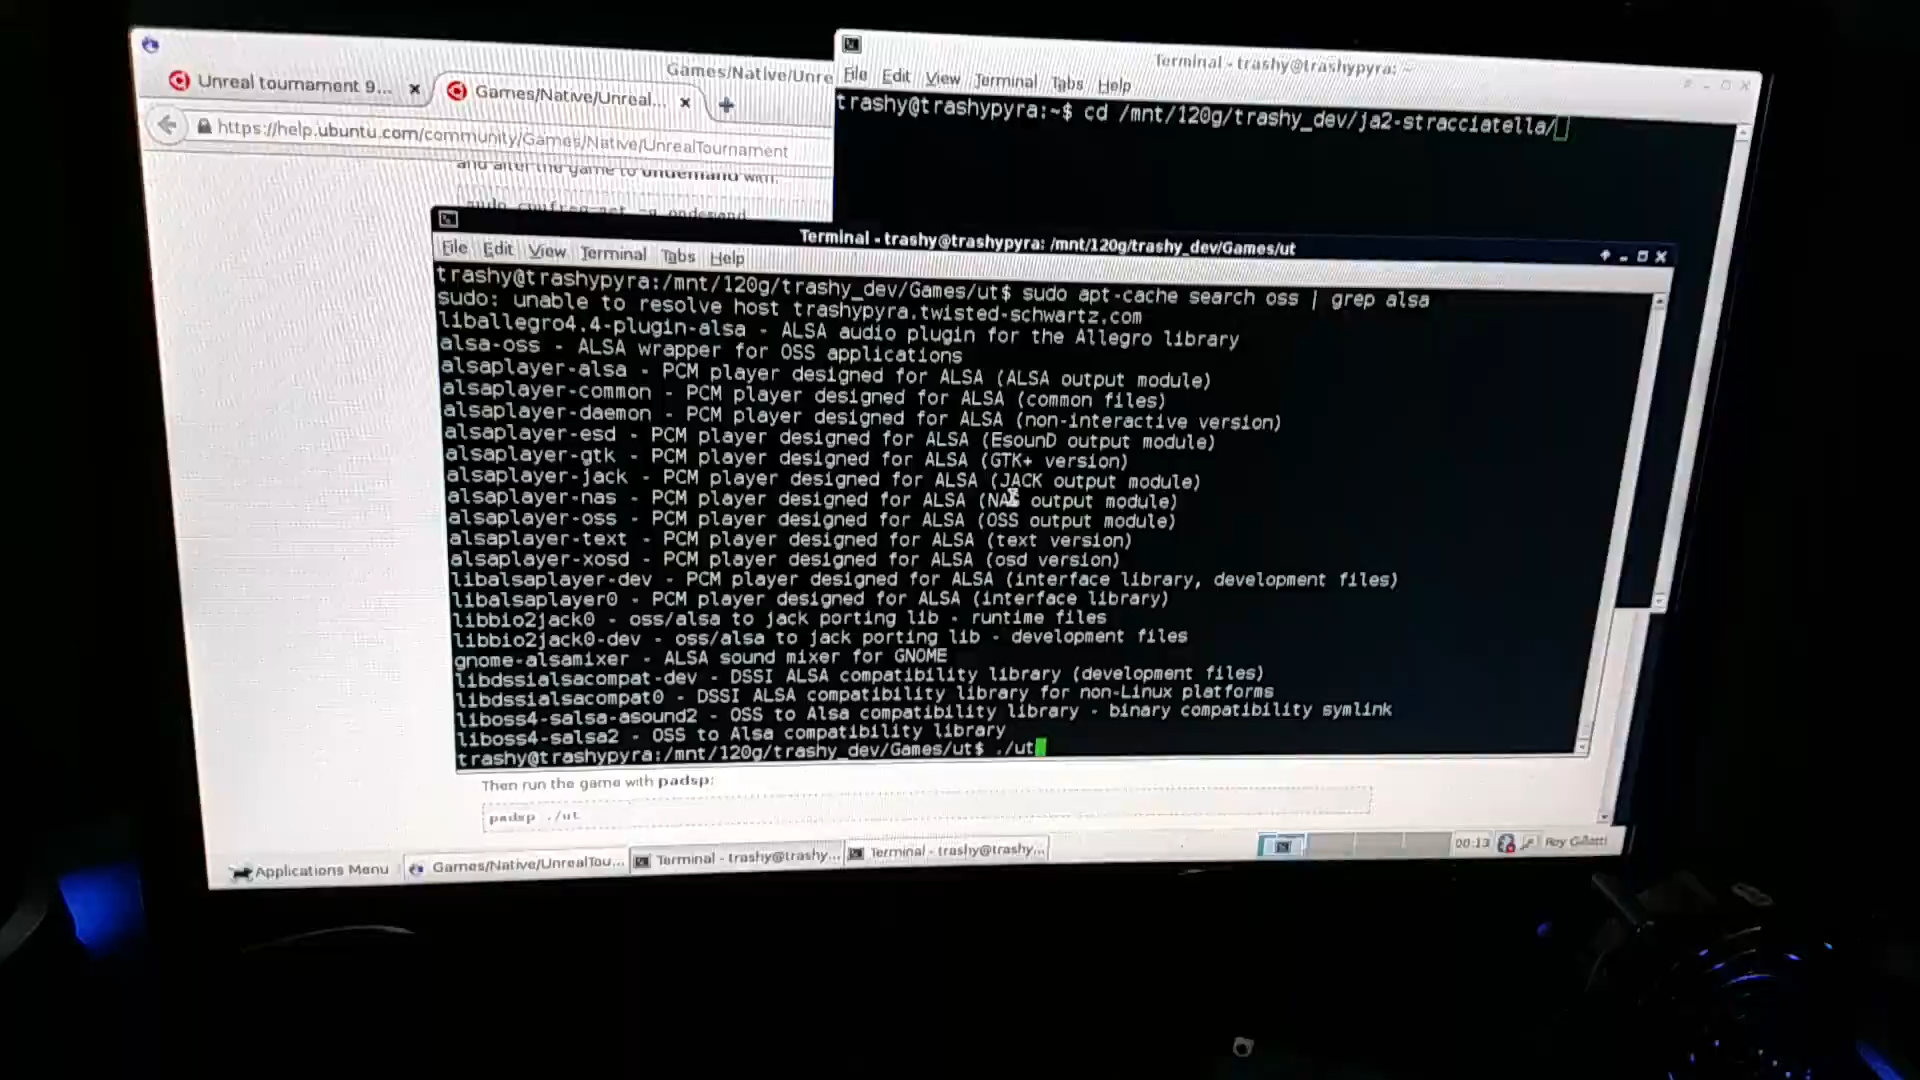 Games/Native/Unre
Unreal tournament 9...
Games/Native/Unreal...
https://help.ubuntu.com/community/Games/Native/UnrealTournament
and after the game to undemand with:
sudo cpufreq-set -g ondemand
Terminal - trashy@trashypyra: ~
File Edit View Terminal Tabs Help
trashy@trashypyra:~$ cd /mnt/120g/trashy_dev/ja2-stracciatella/
Terminal - trashy@trashypyra: /mnt/120g/trashy_dev/Games/ut
File Edit View Terminal Tabs Help
trashy@trashypyra:/mnt/120g/trashy_dev/Games/ut$ sudo apt-cache search oss | grep alsa
sudo: unable to resolve host trashypyra.twisted-schwartz.com
liballegro4.4-plugin-alsa - ALSA audio plugin for the Allegro library
alsa-oss - ALSA wrapper for OSS applications
alsaplayer-alsa - PCM player designed for ALSA (ALSA output module)
alsaplayer-common - PCM player designed for ALSA (common files)
alsaplayer-daemon - PCM player designed for ALSA (non-interactive version)
alsaplayer-esd - PCM player designed for ALSA (EsounD output module)
alsaplayer-gtk - PCM player designed for ALSA (GTK+ version)
alsaplayer-jack - PCM player designed for ALSA (JACK output module)
alsaplayer-nas - PCM player designed for ALSA (NAS output module)
alsaplayer-oss - PCM player designed for ALSA (OSS output module)
alsaplayer-text - PCM player designed for ALSA (text version)
alsaplayer-xosd - PCM player designed for ALSA (osd version)
libalsaplayer-dev - PCM player designed for ALSA (interface library, development files)
libalsaplayer0 - PCM player designed for ALSA (interface library)
libbio2jack0 - oss/alsa to jack porting lib - runtime files
libbio2jack0-dev - oss/alsa to jack porting lib - development files
gnome-alsamixer - ALSA sound mixer for GNOME
libdssialsacompat-dev - DSSI ALSA compatibility library (development files)
libdssialsacompat0 - DSSI ALSA compatibility library for non-Linux platforms
liboss4-salsa-asound2 - OSS to Alsa compatibility library - binary compatibility symlink
liboss4-salsa2 - OSS to Alsa compatibility library
trashy@trashypyra:/mnt/120g/trashy_dev/Games/ut$ ./ut
Then run the game with padsp:
padsp ./ut
Applications Menu
Games/Native/UnrealTou...
Terminal - trashy@trashy...
Terminal - trashy@trashy...
00:13
Roy